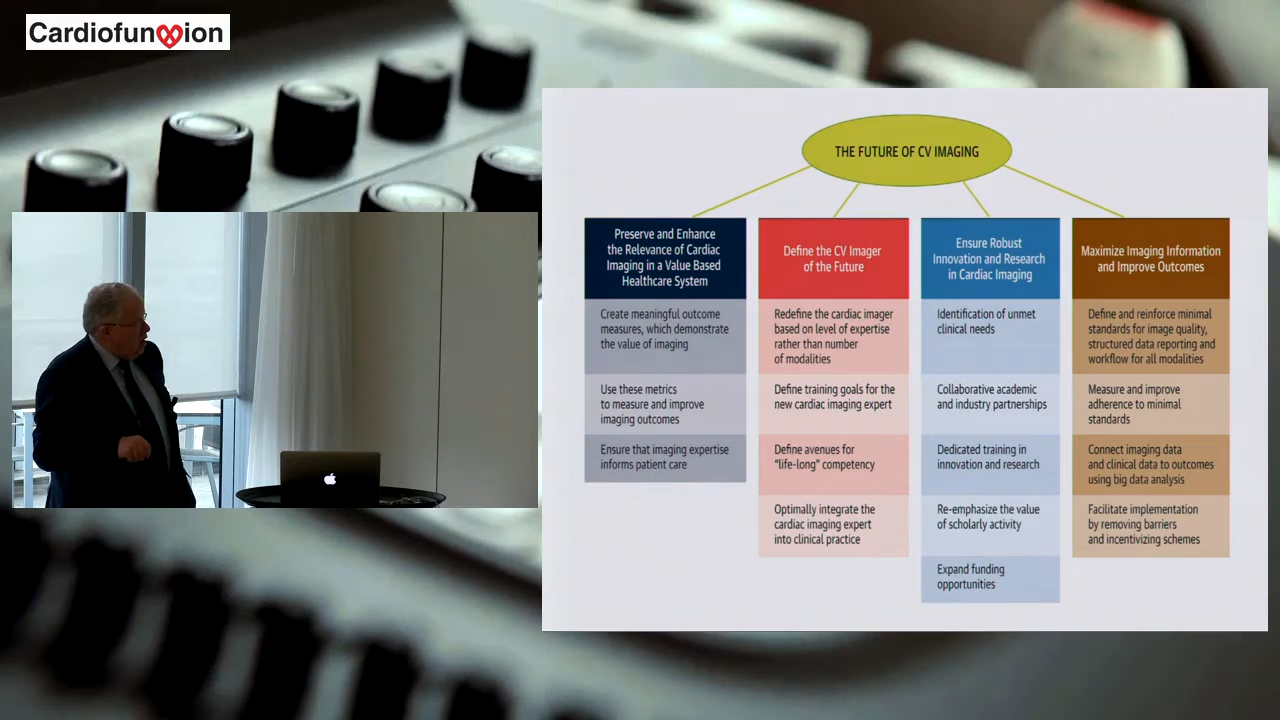 Cardiofunion
THE FUTURE OF CV IMAGING
Preserve and Enhance
the Relevance of Cardiac
Imaging in a Value Based
Healthcare System
Create meaningful outcome
measures, which demonstrate
the value of imaging
Use these metrics
to measure and improve
imaging outcomes
Ensure that imaging expertise
informs patient care
Define the CV Imager
of the Future
Redefine the cardiac imager
based on level of expertise
rather than number
of modalities
Define training goals for the
new cardiac imaging expert
Define avenues for
“life-long” competency
Optimally integrate the
cardiac imaging expert
into clinical practice
Ensure Robust
Innovation and Research
in Cardiac Imaging
Identification of unmet
clinical needs
Collaborative academic
and industry partnerships
Dedicated training in
innovation and research
Re-emphasize the value
of scholarly activity
Expand funding
opportunities
Maximize Imaging Information
and Improve Outcomes
Define and reinforce minimal
standards for image quality,
structured data reporting and
workflow for all modalities
Measure and improve
adherence to minimal
standards
Connect imaging data
and clinical data to outcomes
using big data analysis
Facilitate implementation
by removing barriers
and incentivizing schemes